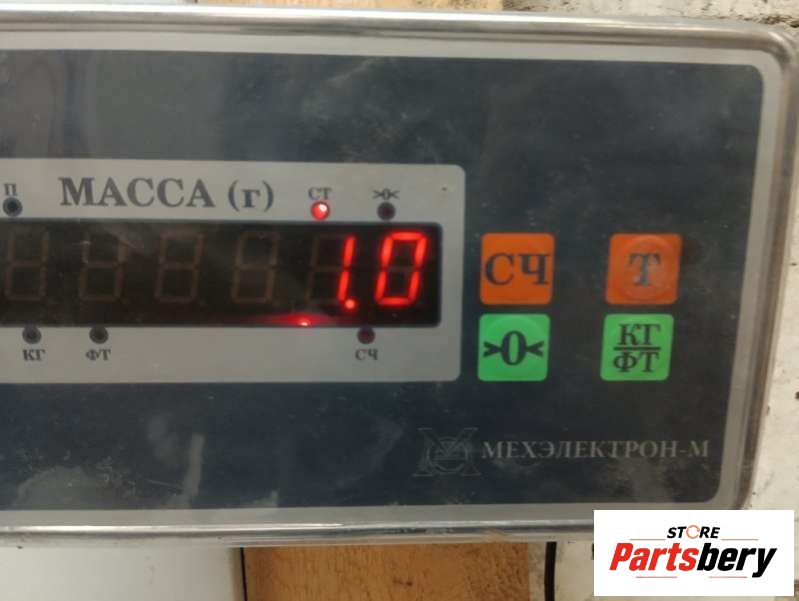 П
МАССА (г)
СТ
>0<
1.0
КГ
ФТ
СЧ
СЧ
Т
>0<
КГ
ФТ
МЕХЭЛЕКТРОН-М
STORE
Partsbery